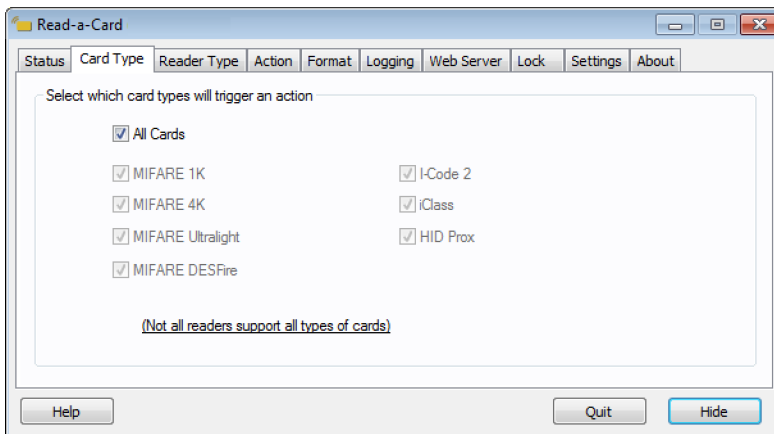 Read-a-Card
Status Card Type Reader Type Action Format Logging Web Server Lock Settings About
Select which card types will trigger an action
All Cards
MIFARE 1K I-Code 2
MIFARE 4K iClass
MIFARE Ultralight HID Prox
MIFARE DESFire
(Not all readers support all types of cards)
Help Quit Hide